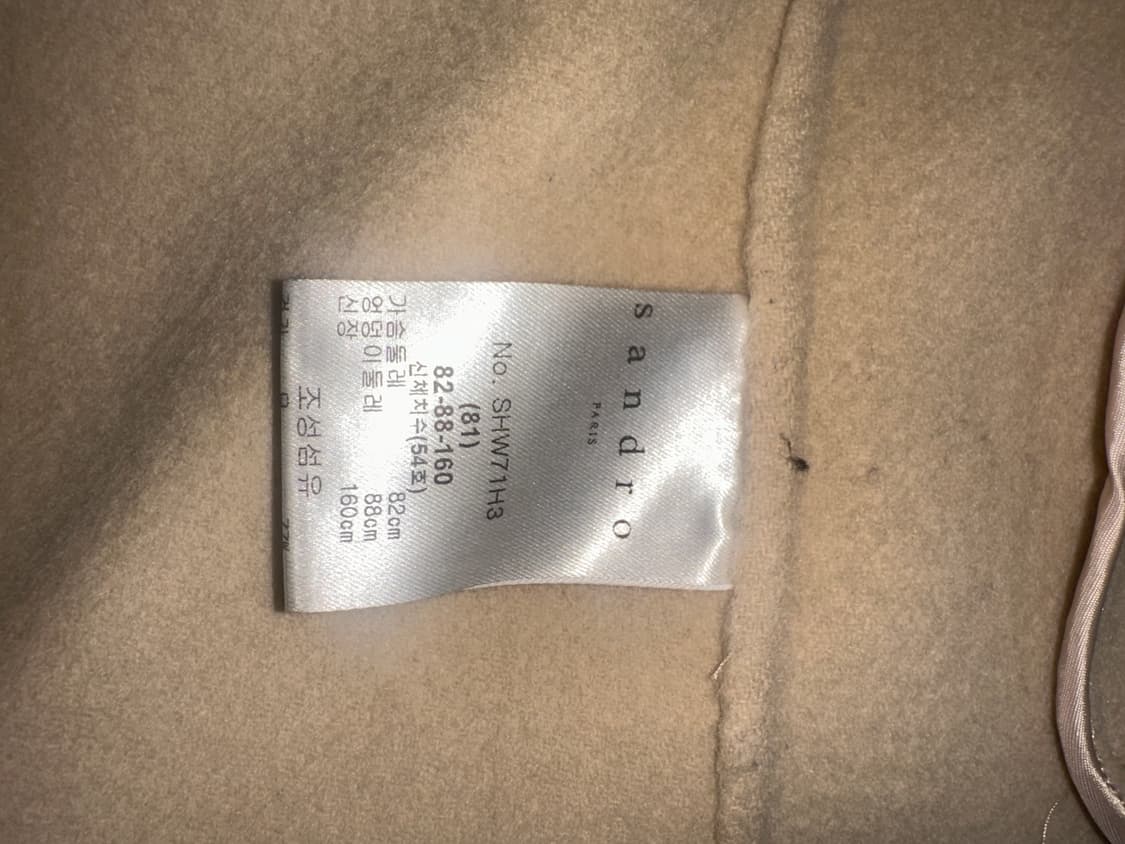 sandro
PARIS
No. SHW71H3
(81)
82-88-160
신체치수(54호)
가슴둘레 82cm
엉덩이둘레 88cm
신장 160cm
조성섬유